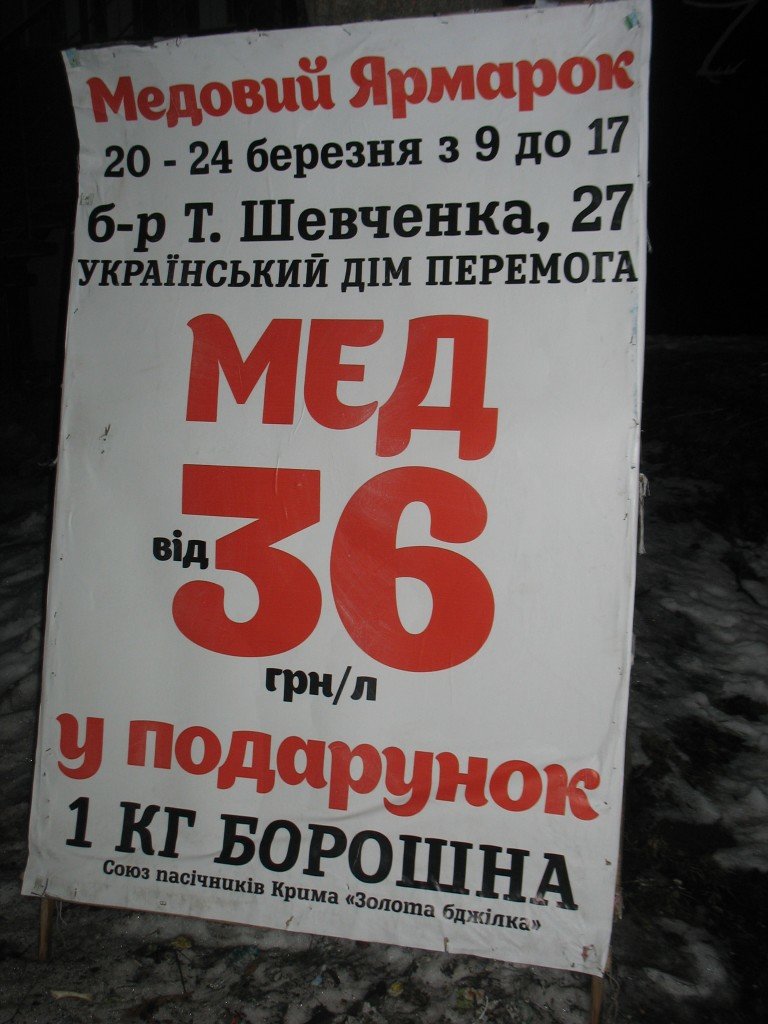 Медовий Ярмарок
20 - 24 березня з 9 до 17
б-р Т. Шевченка, 27
УКРАЇНСЬКИЙ ДІМ ПЕРЕМОГА
МЕД
від 36
грн/л
у подарунок
1 КГ БОРОШНА
Союз пасічників Крима «Золота бджілка»